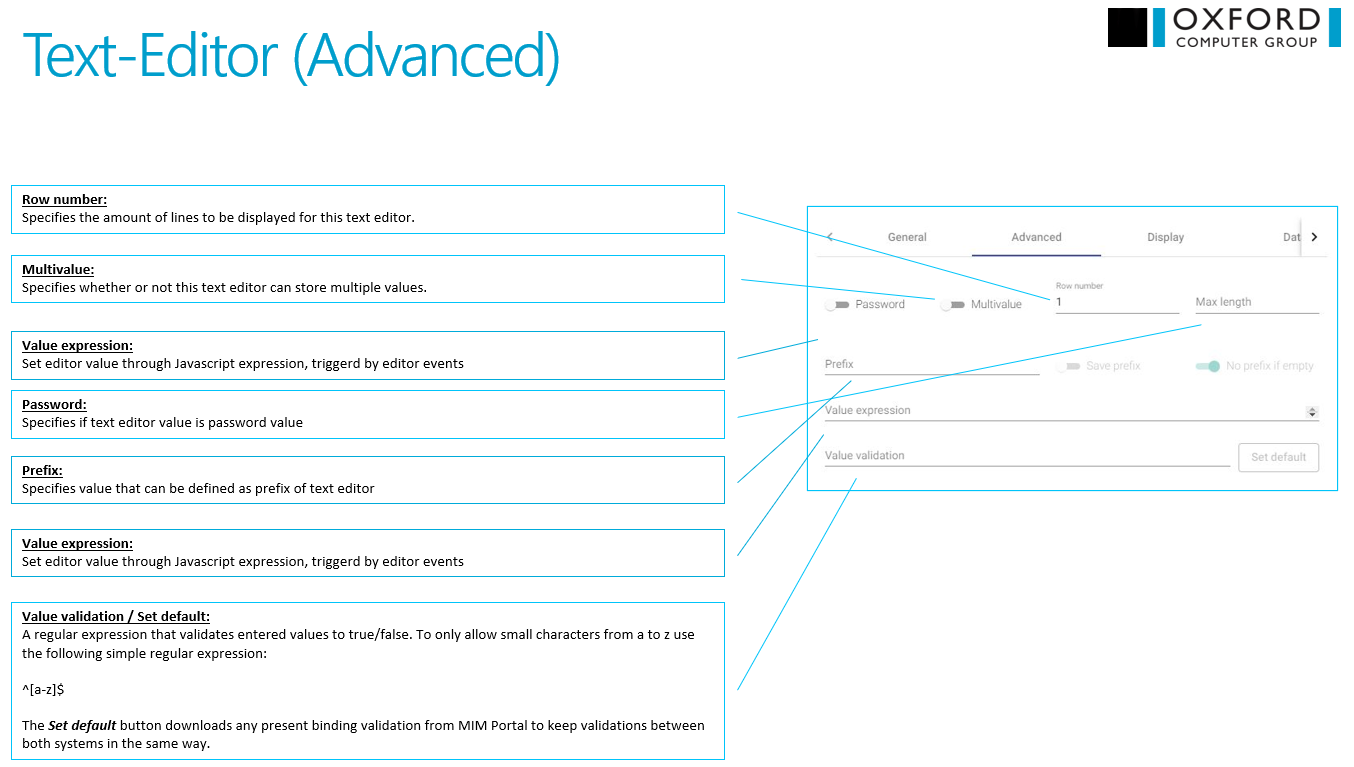 Text-Editor (Advanced)
OXFORD
COMPUTER GROUP
Row number:
Specifies the amount of lines to be displayed for this text editor.
Multivalue:
Specifies whether or not this text editor can store multiple values.
Value expression:
Set editor value through Javascript expression, triggerd by editor events
Password:
Specifies if text editor value is password value
Prefix:
Specifies value that can be defined as prefix of text editor
Value expression:
Set editor value through Javascript expression, triggerd by editor events
Value validation / Set default:
A regular expression that validates entered values to true/false. To only allow small characters from a to z use
the following simple regular expression:
^[a-z]$
The Set default button downloads any present binding validation from MIM Portal to keep validations between
both systems in the same way.
General Advanced Display Dat
Row number
Password Multivalue 1 Max length
Prefix Save prefix No prefix if empty
Value expression
Value validation Set default